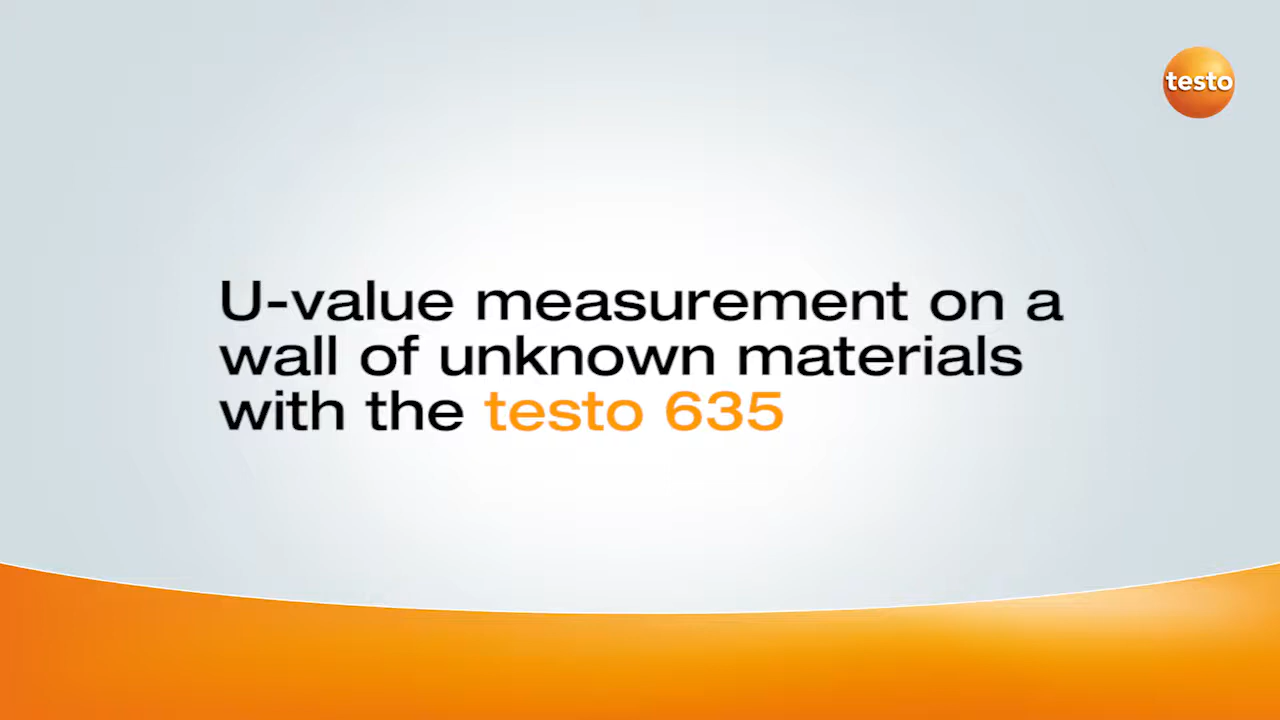 testo
U-value measurement on a
wall of unknown materials
with the testo 635